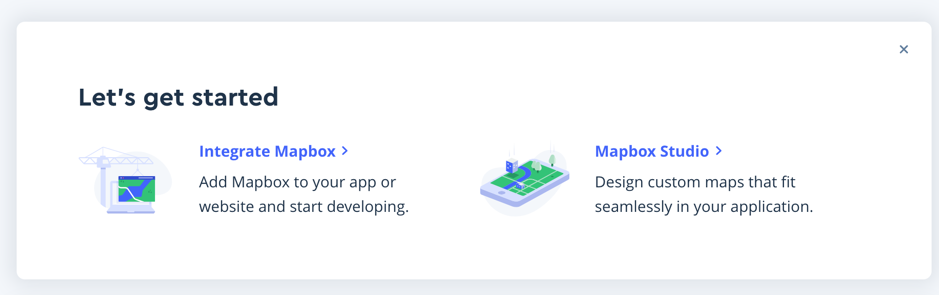 Let's get started
Integrate Mapbox
Add Mapbox to your app or
website and start developing.
Mapbox Studio
Design custom maps that fit
seamlessly in your application.